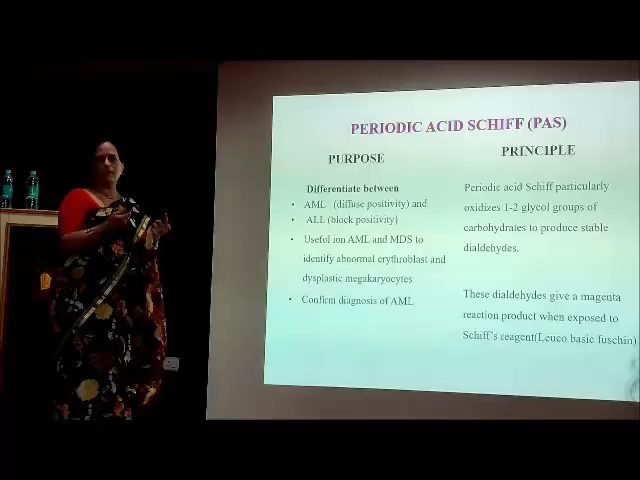 PERIODIC ACID SCHIFF (PAS)
PURPOSE
Differentiate between
• AML (diffuse positivity) and
• ALL (block positivity)
• Useful ion AML and MDS to
identify abnormal erythroblast and
dysplastic megakaryocytes
• Confirm diagnosis of AML
PRINCIPLE
Periodic acid Schiff particularly
oxidizes 1-2 glycol groups of
carbohydrates to produce stable
dialdehydes.
These dialdehydes give a magenta
reaction product when exposed to
Schiff's reagent(Leuco basic fuschin)